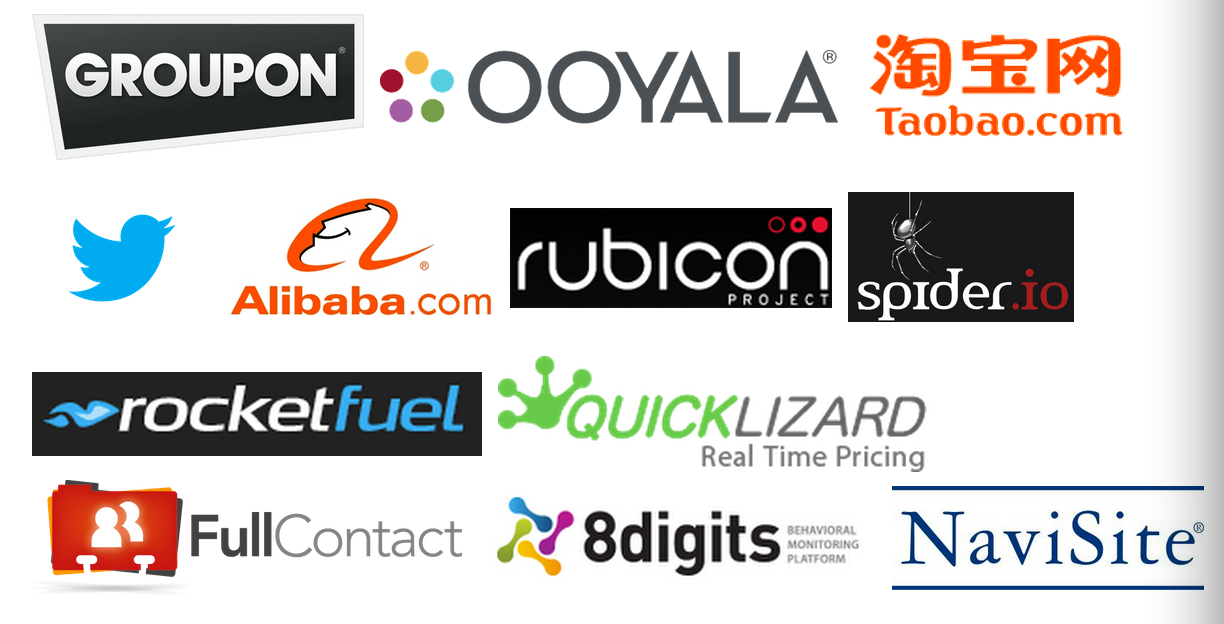 GROUPON®
OOYALA®
淘宝网
Taobao.com
®
Alibaba.com
rubicon
PROJECT
spider.io
rocketfuel
QUICKLIZARD
Real Time Pricing
FullContact
8digits
BEHAVIORAL
MONITORING
PLATFORM
NaviSite®